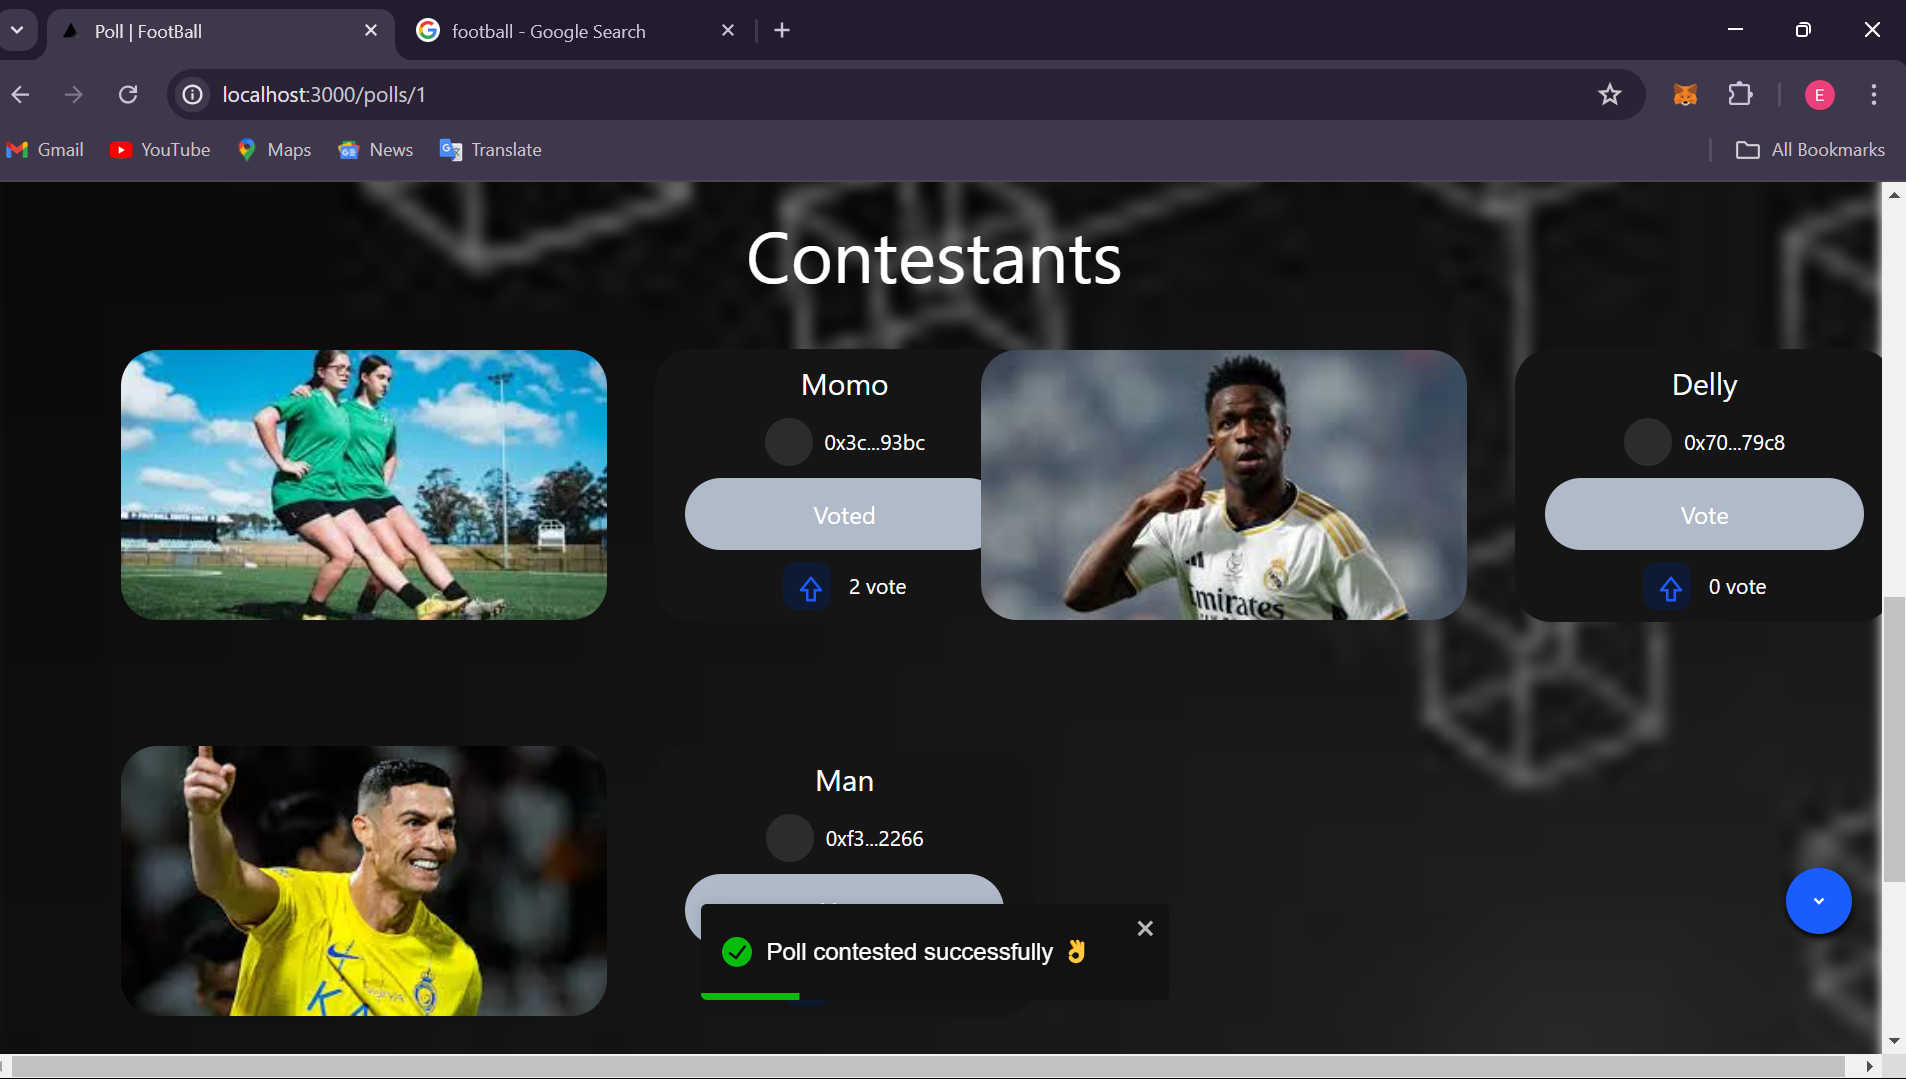 Poll | FootBall
football - Google Search
localhost:3000/polls/1
E
Gmail
YouTube
Maps
News
Translate
All Bookmarks
Contestants
Momo
0x3c...93bc
Voted
2 vote
Emirates
Delly
0x70...79c8
Vote
0 vote
Man
0xf3...2266
Poll contested successfully 👌